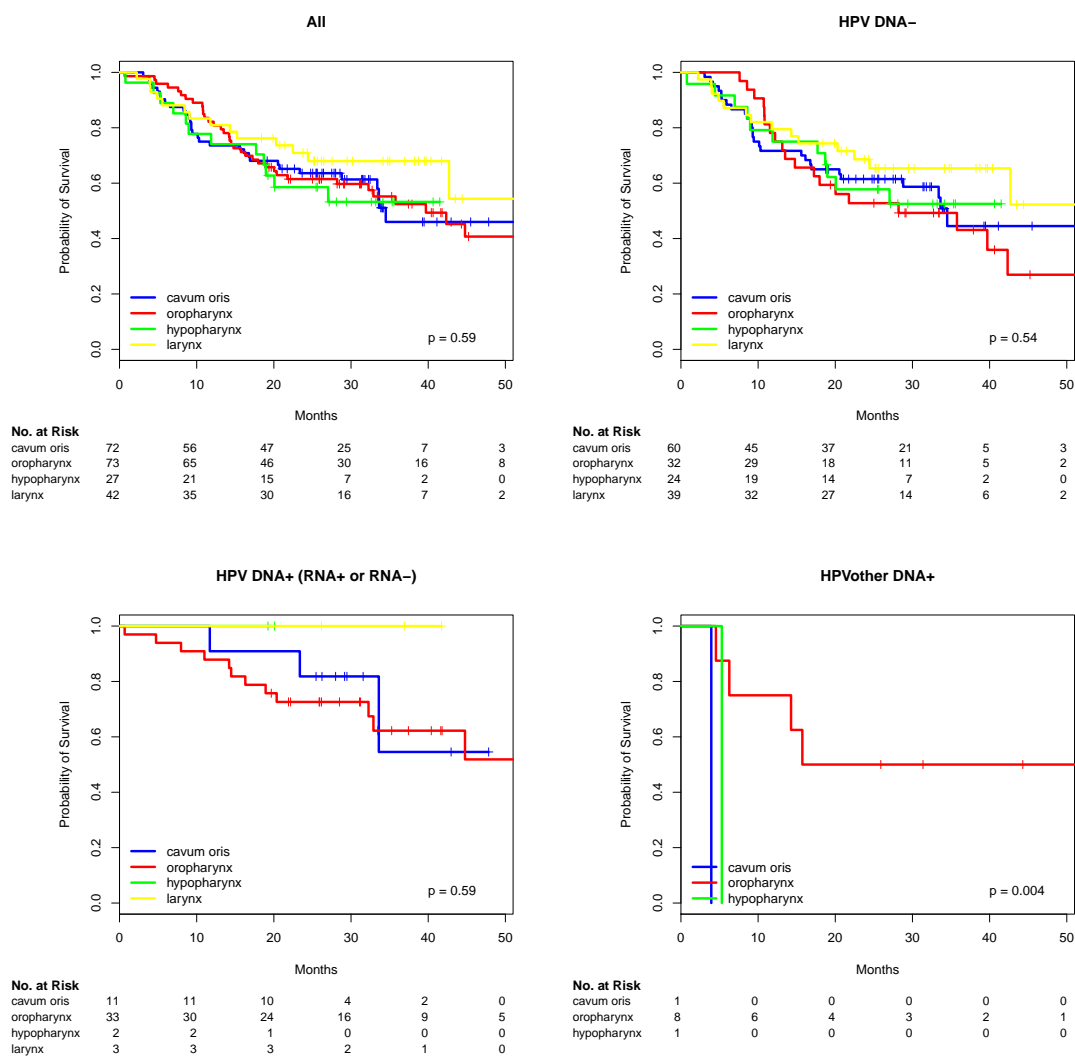 All
Probability of Survival
1.0
0.8
0.6
0.4
0.2
0.0
cavum oris
oropharynx
hypopharynx
larynx
p = 0.59
0 10 20 30 40 50
Months
No. at Risk
cavum oris 72 56 47 25 7 3
oropharynx 73 65 46 30 16 8
hypopharynx 27 21 15 7 2 0
larynx 42 35 30 16 7 2
HPV DNA−
Probability of Survival
1.0
0.8
0.6
0.4
0.2
0.0
cavum oris
oropharynx
hypopharynx
larynx
p = 0.54
0 10 20 30 40 50
Months
No. at Risk
cavum oris 60 45 37 21 5 3
oropharynx 32 29 18 11 5 2
hypopharynx 24 19 14 7 2 0
larynx 39 32 27 14 6 2
HPV DNA+ (RNA+ or RNA−)
Probability of Survival
1.0
0.8
0.6
0.4
0.2
0.0
cavum oris
oropharynx
hypopharynx
larynx
p = 0.59
0 10 20 30 40 50
Months
No. at Risk
cavum oris 11 11 10 4 2 0
oropharynx 33 30 24 16 9 5
hypopharynx 2 2 1 0 0 0
larynx 3 3 3 2 1 0
HPVother DNA+
Probability of Survival
1.0
0.8
0.6
0.4
0.2
0.0
cavum oris
oropharynx
hypopharynx
p = 0.004
0 10 20 30 40 50
Months
No. at Risk
cavum oris 1 0 0 0 0 0
oropharynx 8 6 4 3 2 1
hypopharynx 1 0 0 0 0 0